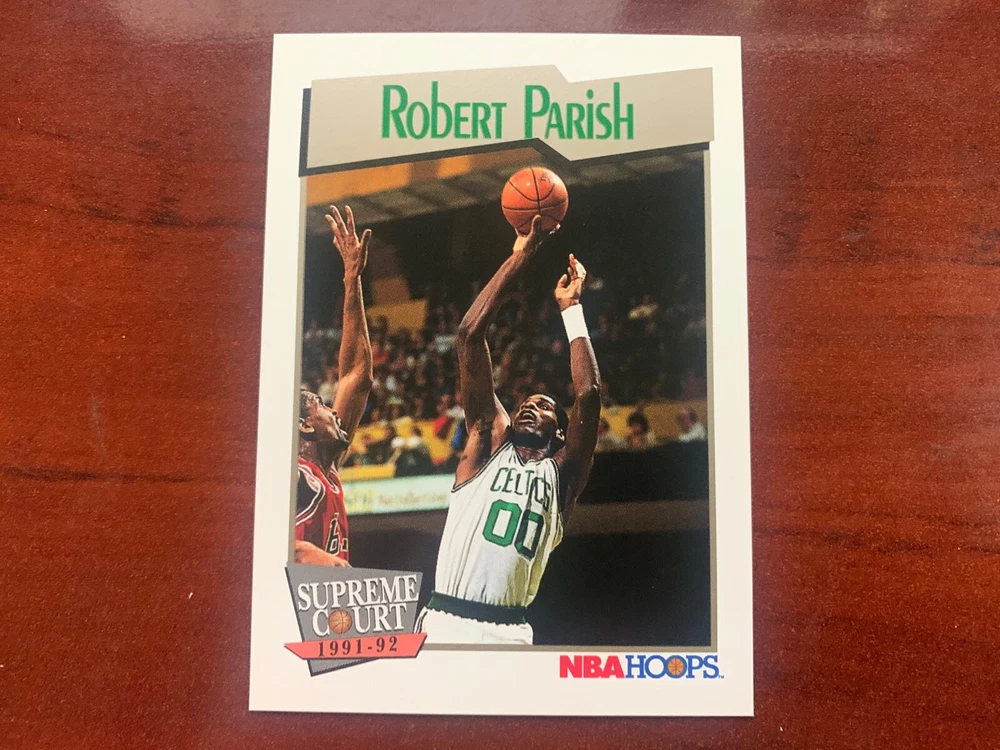 ROBERT PARiSH
CELTICS
00
SUPREME
COURT
1991-92
NBA HOOPS